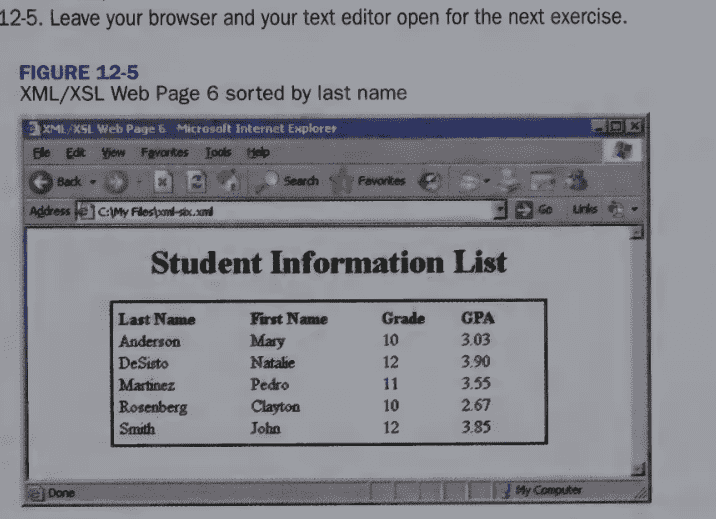 12-5. Leave your browser and your text editor open for the next exercise.
FIGURE 12-5
XML/XSL Web Page 6 sorted by last name
XML/XSL Web Page 6 Microsoft Internet Explorer
File Edit View Favorites Tools Help
Back Search Favorites
Address C:\My Files\xml-six.xml Go Links
Student Information List
Last Name First Name Grade GPA
Anderson Mary 10 3.03
DeSisto Natalie 12 3.90
Martinez Pedro 11 3.55
Rosenberg Clayton 10 2.67
Smith John 12 3.85
Done My Computer